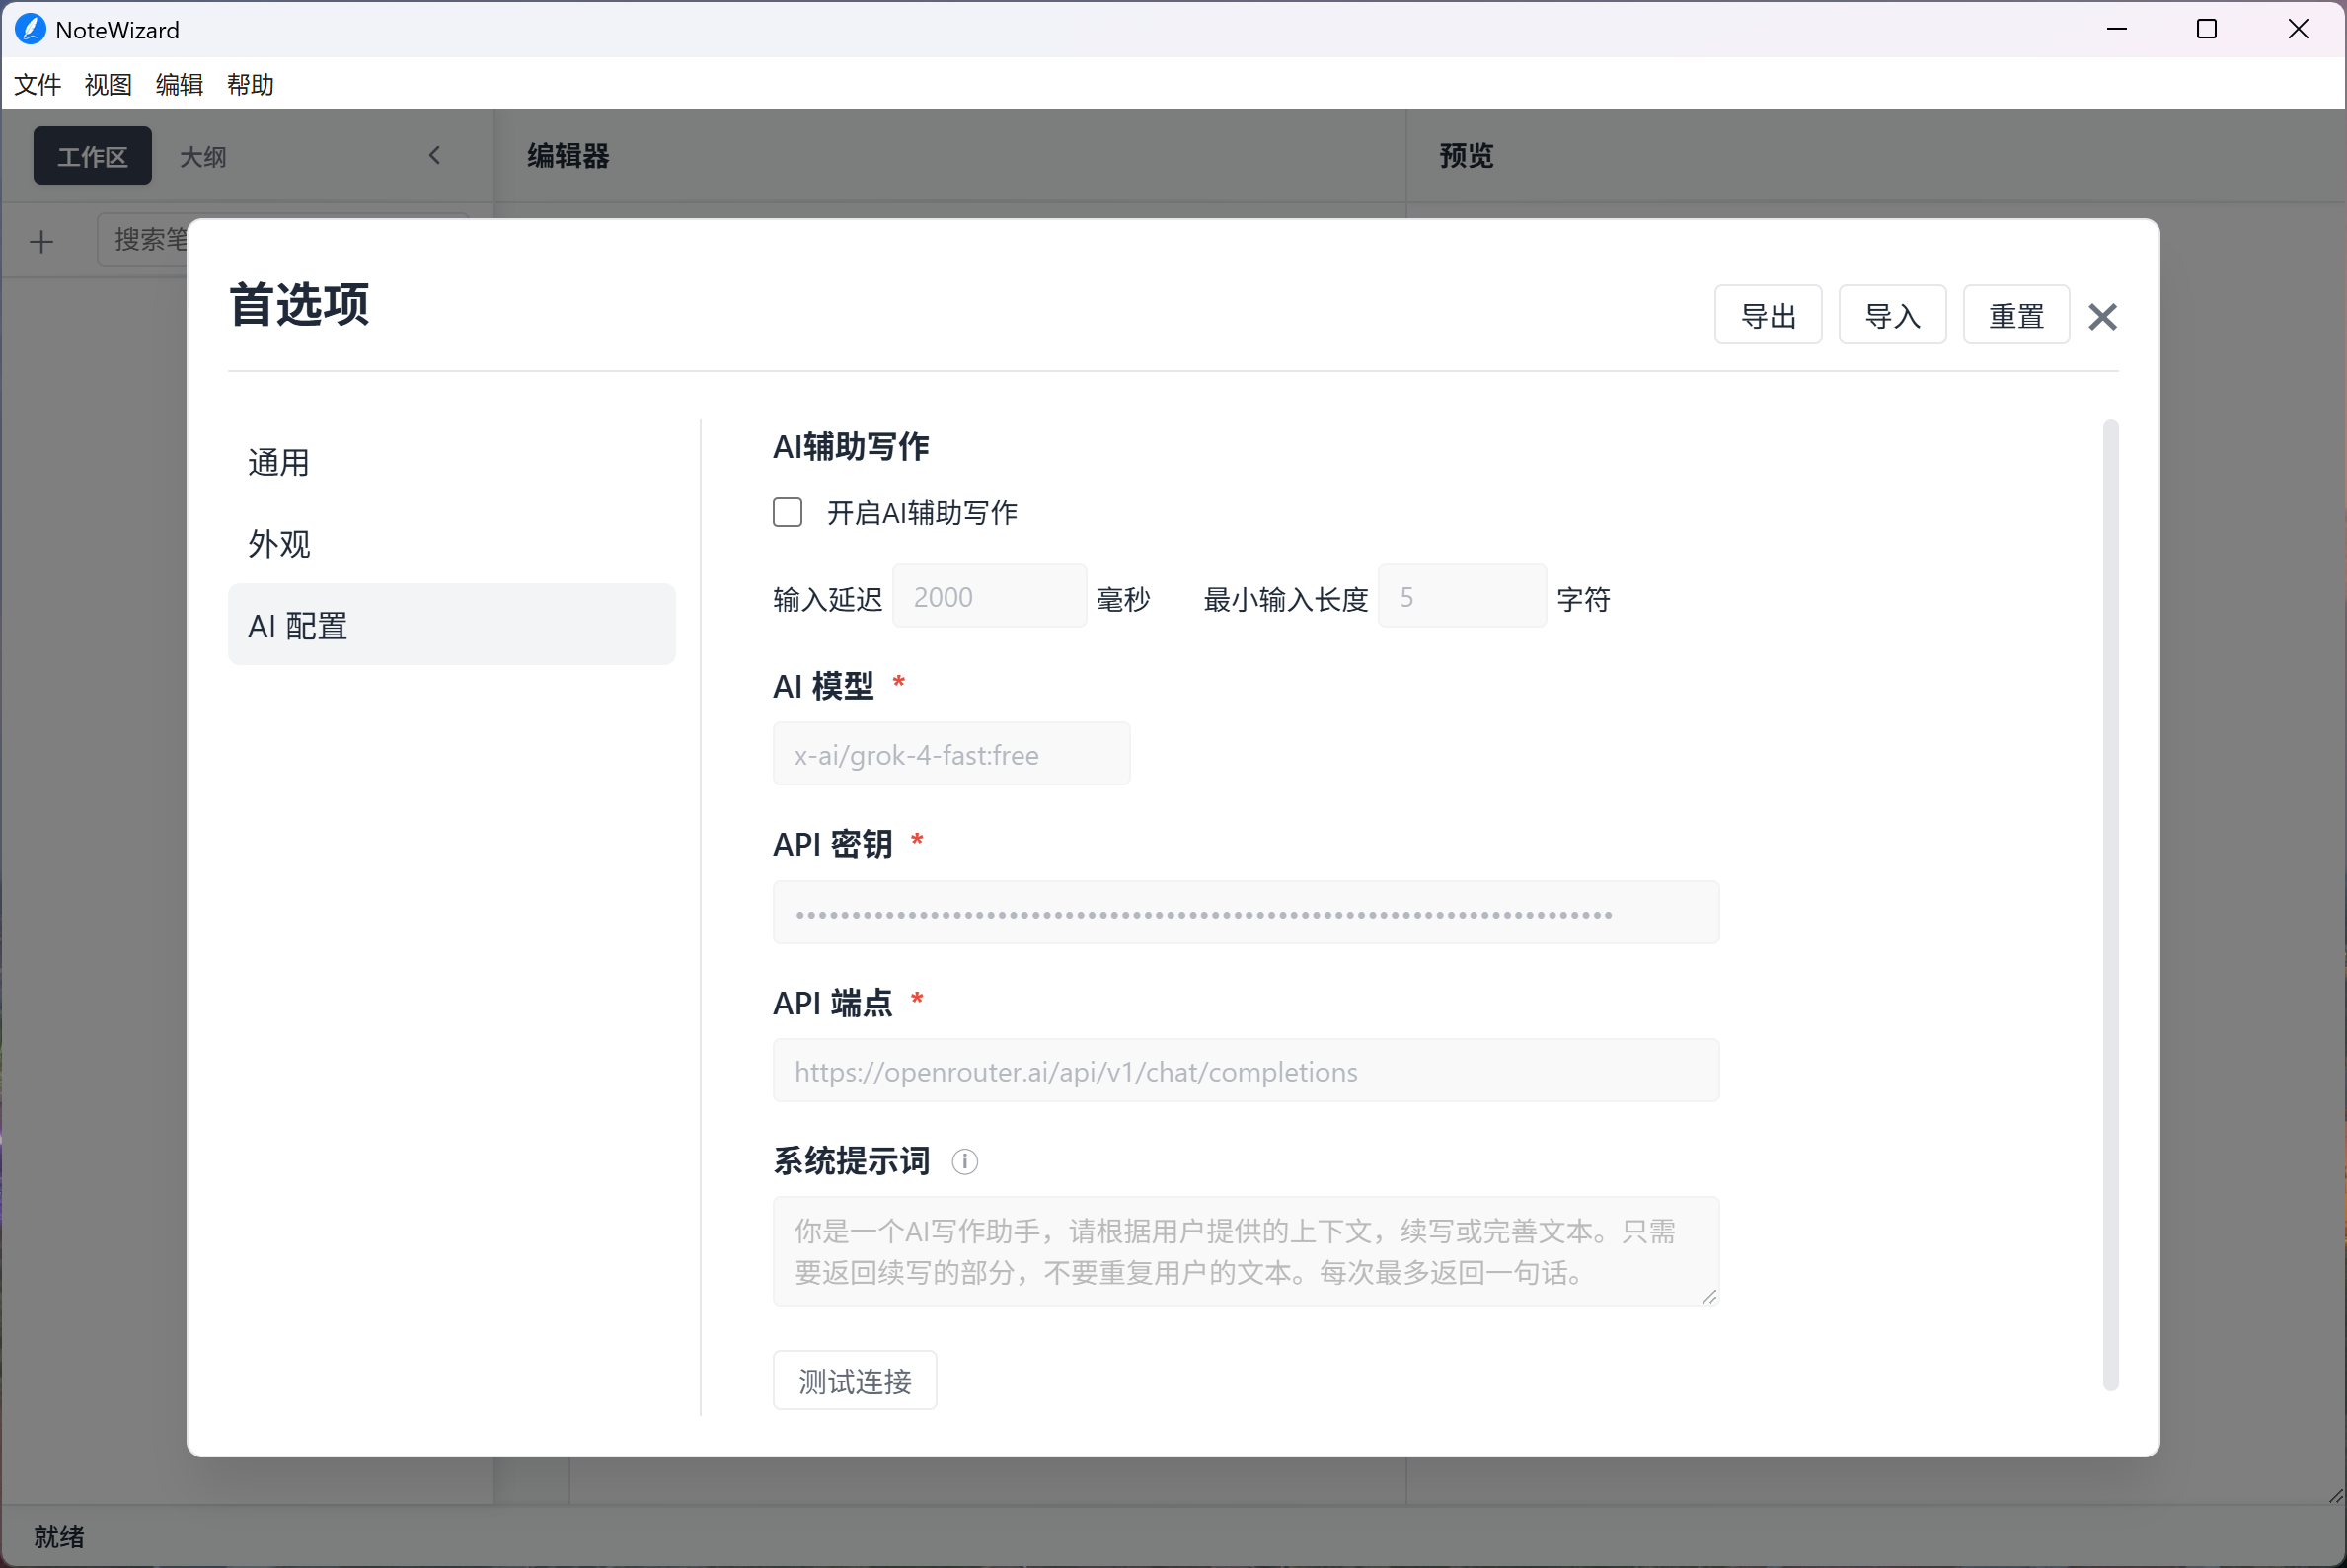 NoteWizard
文件 视图 编辑 帮助
工作区 大纲 编辑器 预览
搜索笔
首选项
导出 导入 重置
通用
外观
AI 配置
AI辅助写作
开启AI辅助写作
输入延迟 2000 毫秒 最小输入长度 5 字符
AI 模型 *
x-ai/grok-4-fast:free
API 密钥 *
API 端点 *
https://openrouter.ai/api/v1/chat/completions
系统提示词
你是一个AI写作助手，请根据用户提供的上下文，续写或完善文本。只需
要返回续写的部分，不要重复用户的文本。每次最多返回一句话。
测试连接
就绪